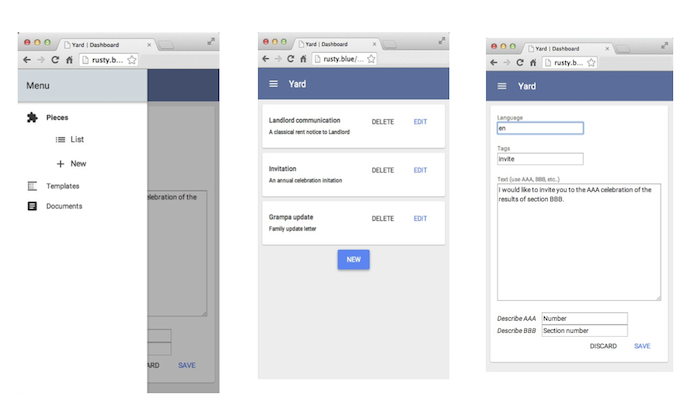 Yard | Dashboard
rusty.b...
Menu
Pieces
List
New
Templates
Documents
elebration of the
ARD SAVE
Yard | Dashboard
rusty.blue/...
Yard
Landlord communication DELETE EDIT
A classical rent notice to Landlord
Invitation DELETE EDIT
An annual celebration initation
Grampa update DELETE EDIT
Family update letter
NEW
Yard | Dashboard
rusty.b...
Yard
Language
en
Tags
invite
Text (use AAA, BBB, etc..)
I would like to invite you to the AAA celebration of the
results of section BBB.
Describe AAA Number
Describe BBB Section number
DISCARD SAVE